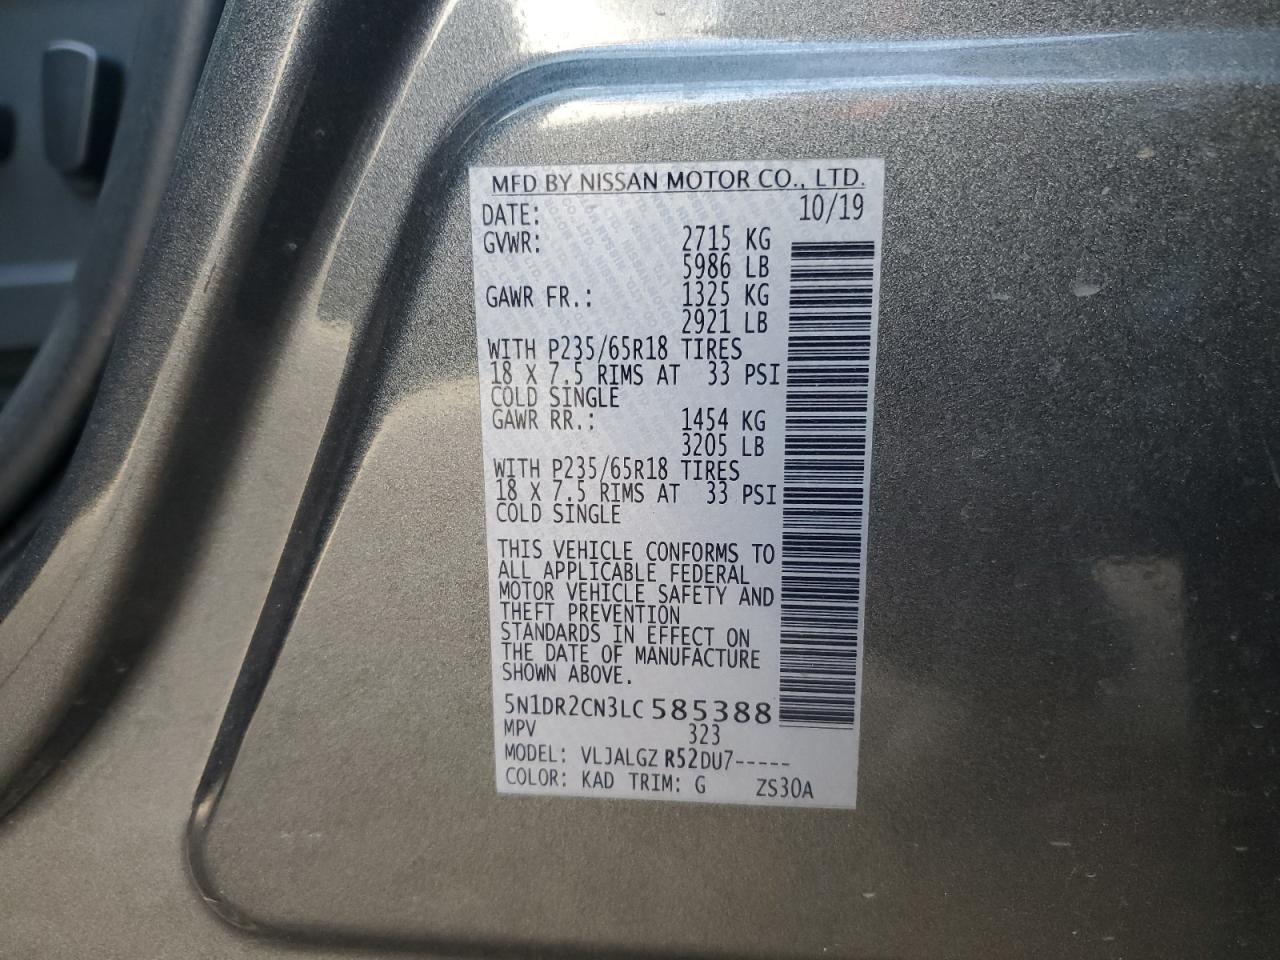 MFD BY NISSAN MOTOR CO., LTD.
DATE: 10/19
GVWR: 2715 KG
5986 LB
GAWR FR.: 1325 KG
2921 LB
WITH P235/65R18 TIRES
18 X 7.5 RIMS AT 33 PSI
COLD SINGLE
GAWR RR.: 1454 KG
3205 LB
WITH P235/65R18 TIRES
18 X 7.5 RIMS AT 33 PSI
COLD SINGLE
THIS VEHICLE CONFORMS TO
ALL APPLICABLE FEDERAL
MOTOR VEHICLE SAFETY AND
THEFT PREVENTION
STANDARDS IN EFFECT ON
THE DATE OF MANUFACTURE
SHOWN ABOVE.
5N1DR2CN3LC585388
MPV 323
MODEL: VLJALGZ R52DU7-----
COLOR: KAD TRIM: G ZS30A